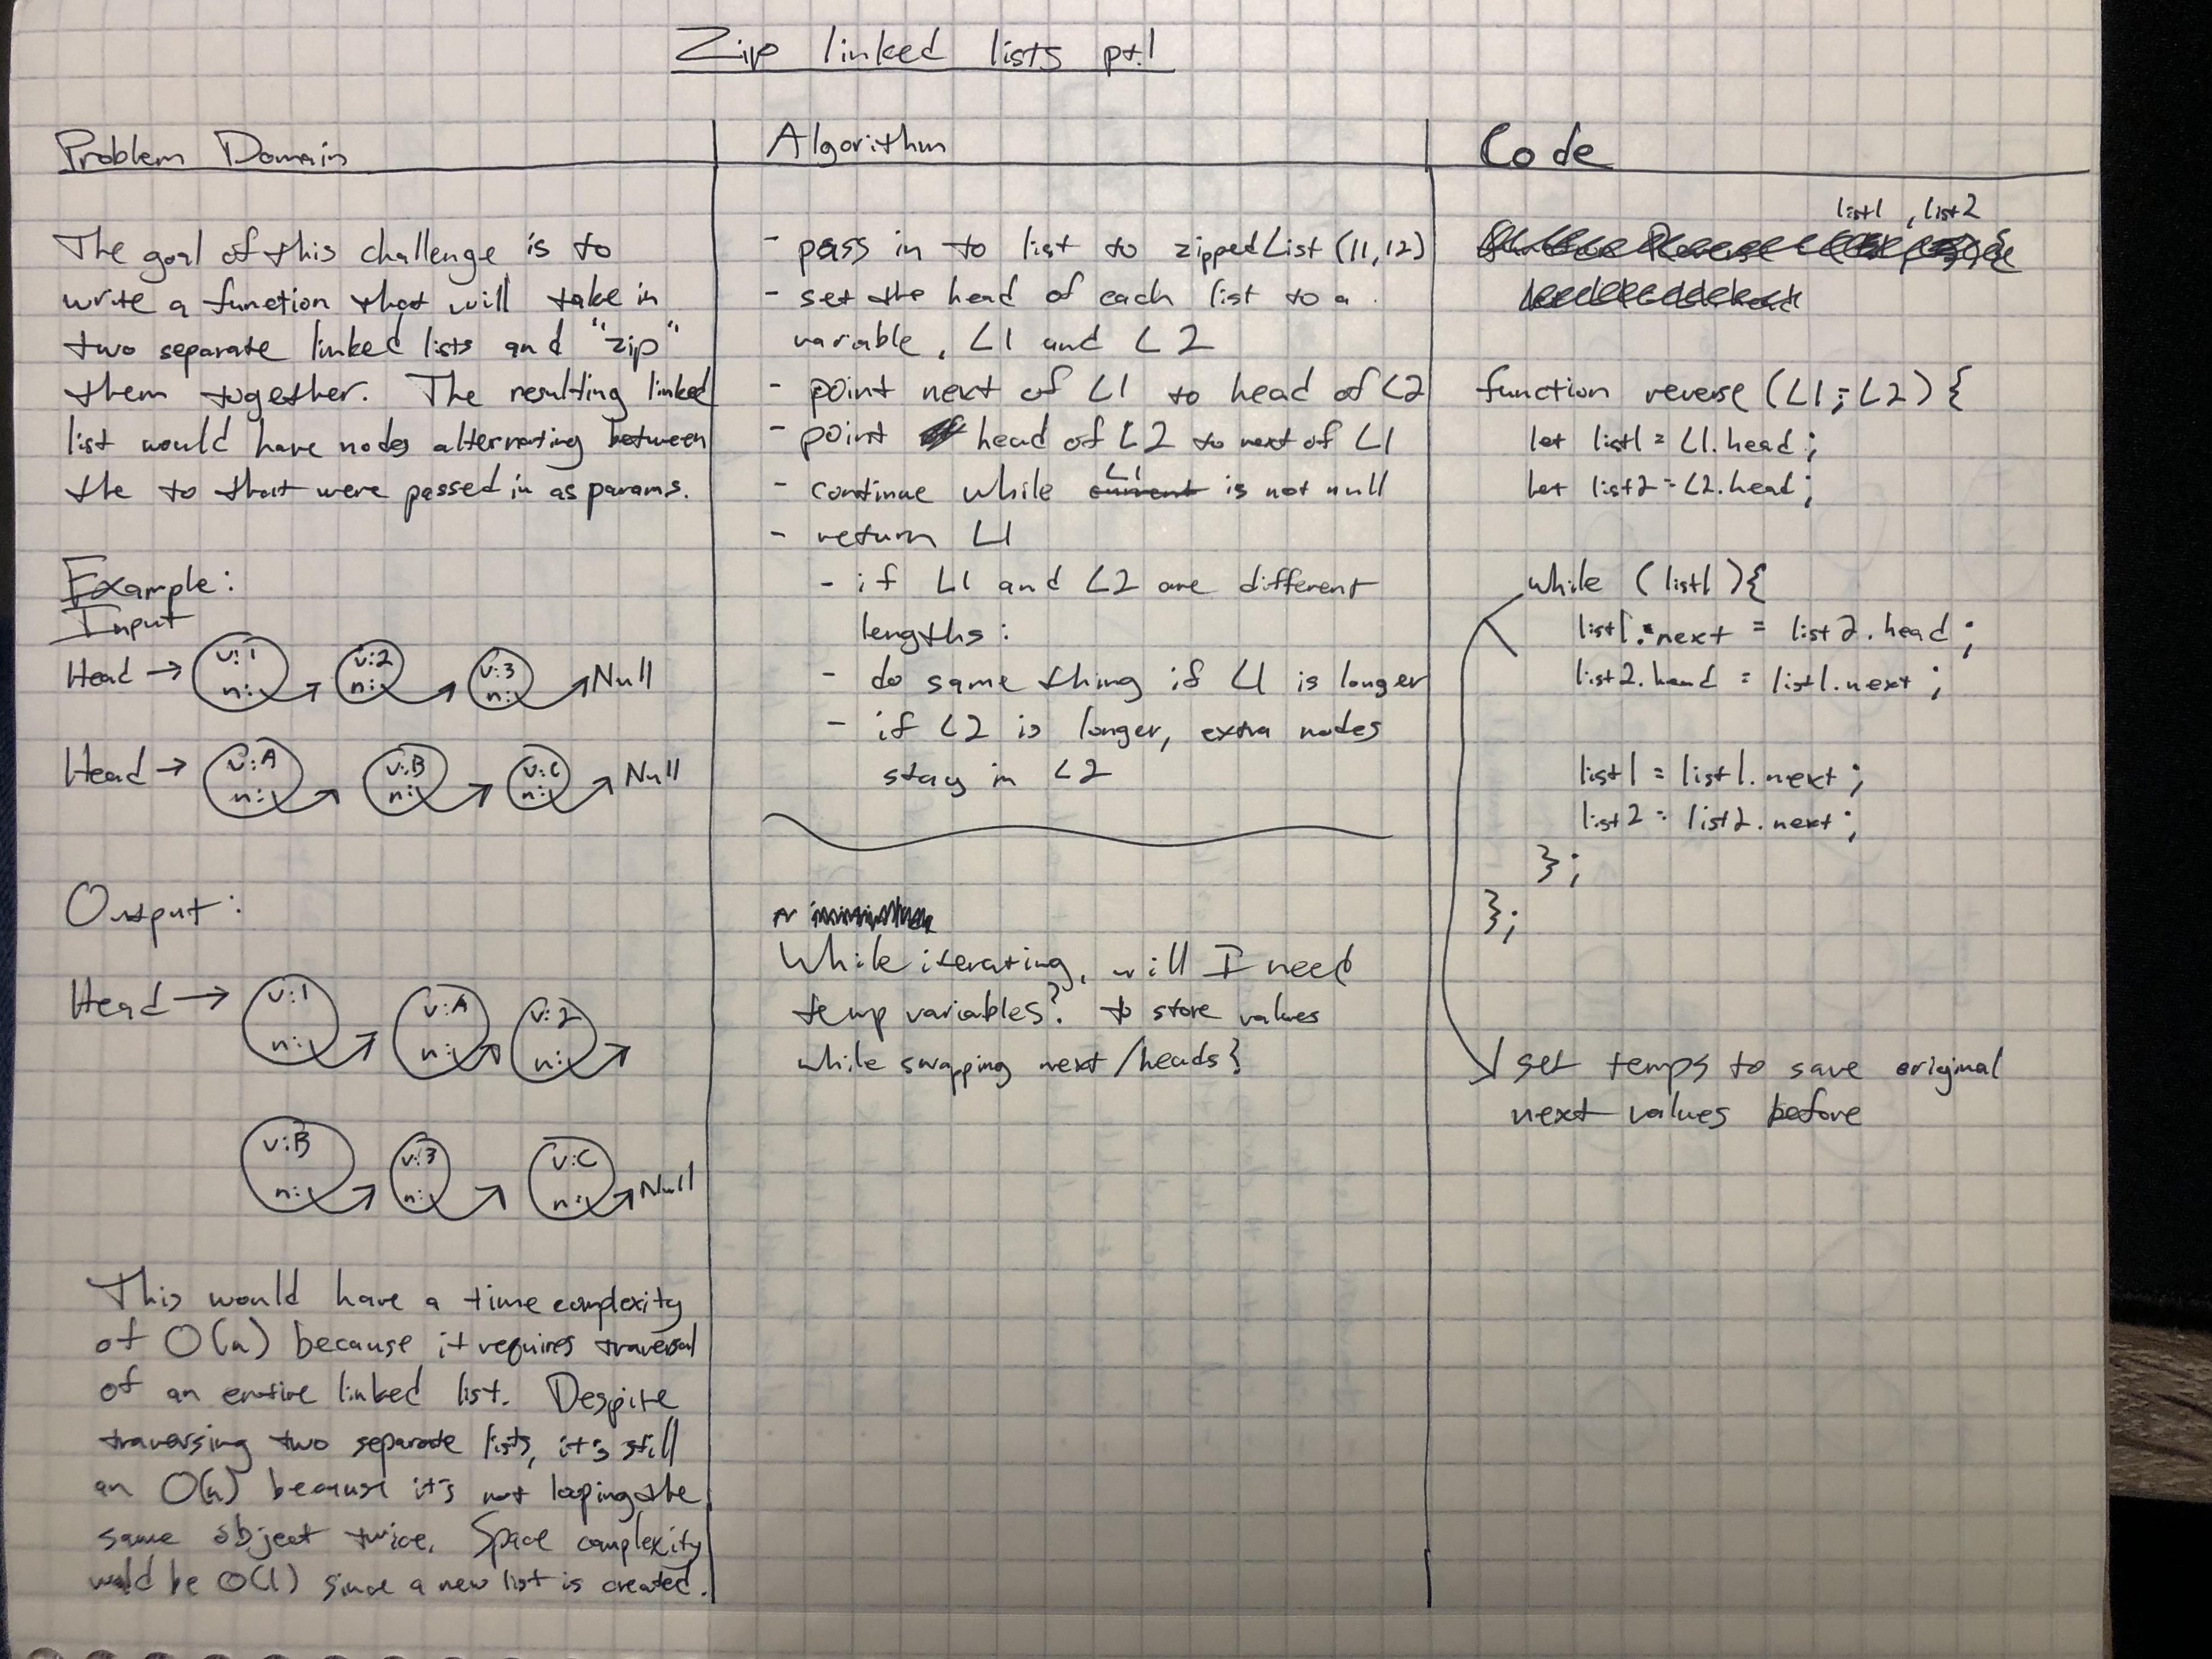 Zip linked lists pt.1
Problem Domain
The goal of this challenge is to
write a function that will take in
two separate linked lists and "zip"
them together. The resulting linked
list would have nodes alternating between
the to that were passed in as params.
Example:
Input
Head → v:1 n: v:2 n: v:3 n: Null
Head → v:A n: v:B n: v:C n: Null
Output:
Head → v:1 n: v:A n: v:2 n:
v:B n: v:3 n: v:C n: Null
This would have a time complexity
of O(n) because it requires traversal
of an entire linked list. Despite
traversing two separate lists, it's still
an O(n) because it's not looping the
same object twice. Space complexity
would be O(1) since a new list is created.
Algorithm
- pass in to list to zippedList (l1, l2)
- set the head of each list to a
variable, L1 and L2
- point next of L1 to head of L2
- point head of L2 to next of L1
- continue while L1 is not null
- return L1
- if L1 and L2 are different
lengths:
- do same thing if L1 is longer
- if L2 is longer, extra nodes
stay in L2
While iterating, will I need
temp variables? to store values
while swapping next/heads}
Code
list1, list2
function reverse (L1; L2) {
let list1 = L1.head;
let list2 = L2.head;
while (list1){
list1.next = list2.head;
list2.head = list1.next;
list1 = list1.next;
list2 = list2.next;
};
};
set temps to save original
next values before